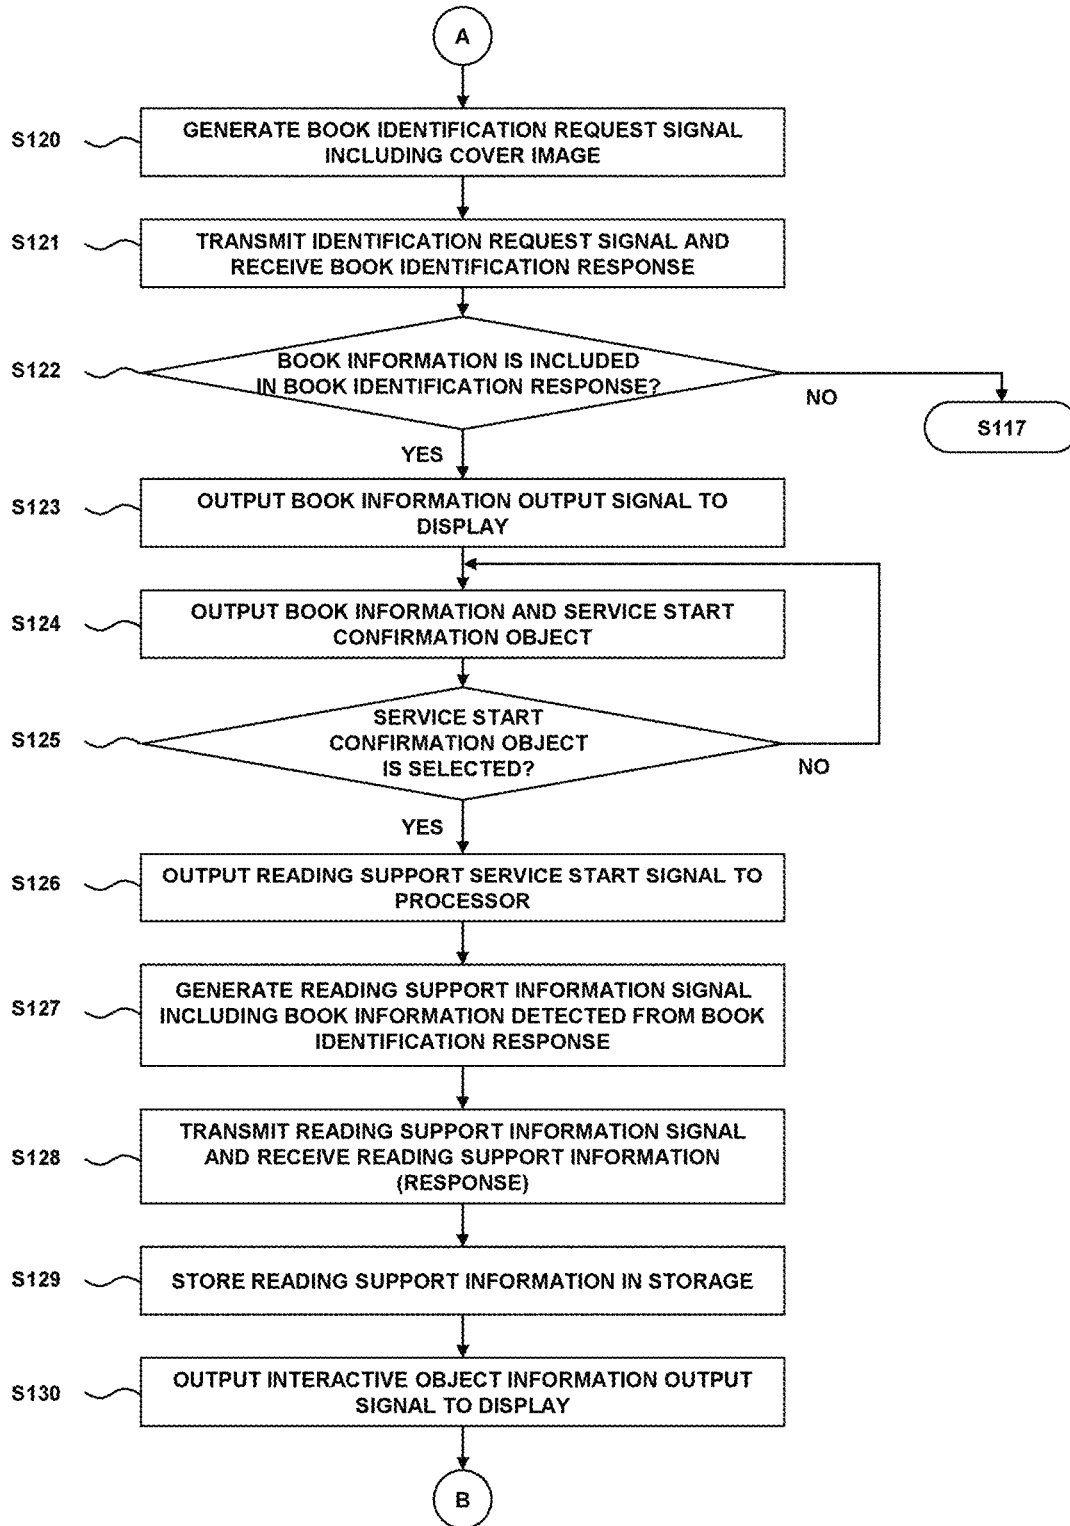 A
S120
GENERATE BOOK IDENTIFICATION REQUEST SIGNAL
INCLUDING COVER IMAGE
S121
TRANSMIT IDENTIFICATION REQUEST SIGNAL AND
RECEIVE BOOK IDENTIFICATION RESPONSE
S122
BOOK INFORMATION IS INCLUDED
IN BOOK IDENTIFICATION RESPONSE?
NO
S117
YES
S123
OUTPUT BOOK INFORMATION OUTPUT SIGNAL TO
DISPLAY
S124
OUTPUT BOOK INFORMATION AND SERVICE START
CONFIRMATION OBJECT
S125
SERVICE START
CONFIRMATION OBJECT
IS SELECTED?
NO
YES
S126
OUTPUT READING SUPPORT SERVICE START SIGNAL TO
PROCESSOR
S127
GENERATE READING SUPPORT INFORMATION SIGNAL
INCLUDING BOOK INFORMATION DETECTED FROM BOOK
IDENTIFICATION RESPONSE
S128
TRANSMIT READING SUPPORT INFORMATION SIGNAL
AND RECEIVE READING SUPPORT INFORMATION
(RESPONSE)
S129
STORE READING SUPPORT INFORMATION IN STORAGE
S130
OUTPUT INTERACTIVE OBJECT INFORMATION OUTPUT
SIGNAL TO DISPLAY
B